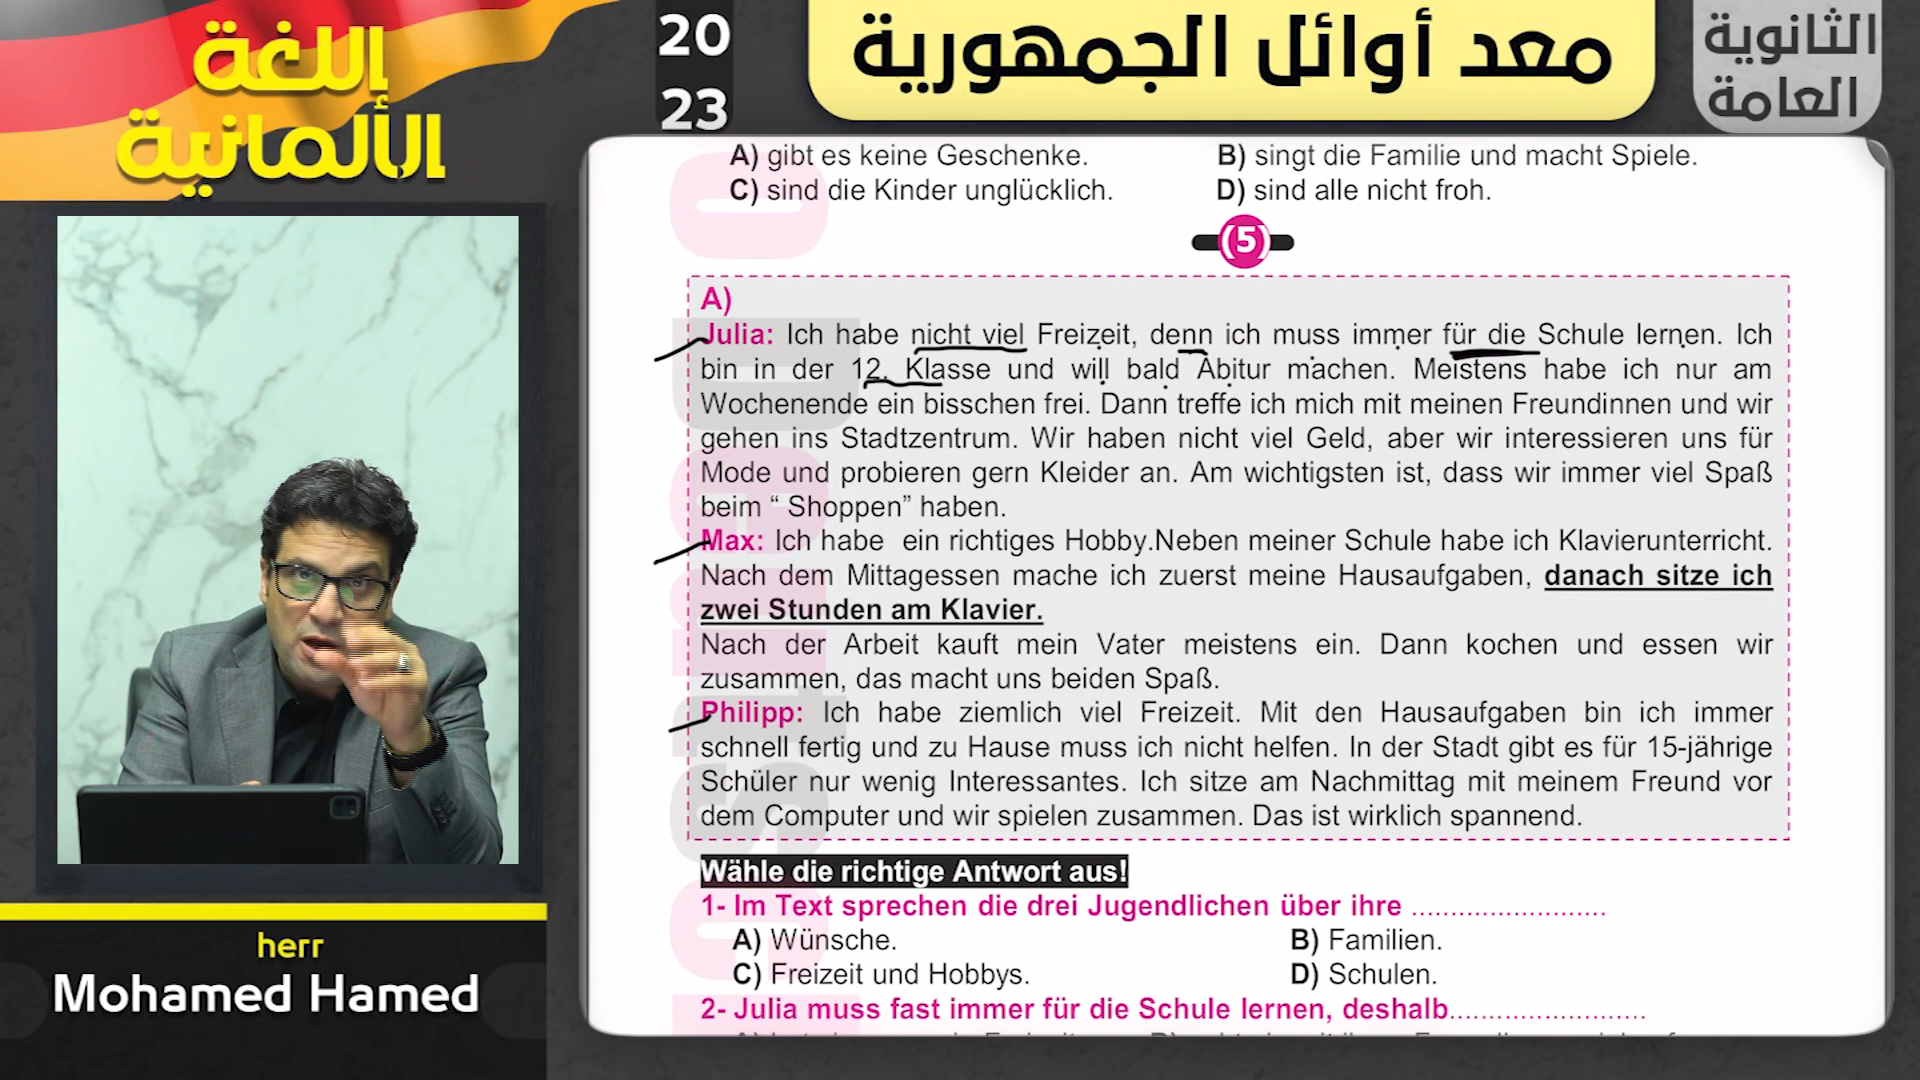 اللغة
الألمانية
20
23
معد أوائل الجمهورية
الثانوية
العامة
A) gibt es keine Geschenke. B) singt die Familie und macht Spiele.
C) sind die Kinder unglücklich. D) sind alle nicht froh.
(5)
A)
Julia: Ich habe nicht viel Freizeit, denn ich muss immer für die Schule lernen. Ich
bin in der 12. Klasse und will bald Abitur machen. Meistens habe ich nur am
Wochenende ein bisschen frei. Dann treffe ich mich mit meinen Freundinnen und wir
gehen ins Stadtzentrum. Wir haben nicht viel Geld, aber wir interessieren uns für
Mode und probieren gern Kleider an. Am wichtigsten ist, dass wir immer viel Spaß
beim “ Shoppen” haben.
Max: Ich habe ein richtiges Hobby.Neben meiner Schule habe ich Klavierunterricht.
Nach dem Mittagessen mache ich zuerst meine Hausaufgaben, danach sitze ich
zwei Stunden am Klavier.
Nach der Arbeit kauft mein Vater meistens ein. Dann kochen und essen wir
zusammen, das macht uns beiden Spaß.
Philipp: Ich habe ziemlich viel Freizeit. Mit den Hausaufgaben bin ich immer
schnell fertig und zu Hause muss ich nicht helfen. In der Stadt gibt es für 15-jährige
Schüler nur wenig Interessantes. Ich sitze am Nachmittag mit meinem Freund vor
dem Computer und wir spielen zusammen. Das ist wirklich spannend.
Wähle die richtige Antwort aus!
1- Im Text sprechen die drei Jugendlichen über ihre .........................
A) Wünsche. B) Familien.
C) Freizeit und Hobbys. D) Schulen.
2- Julia muss fast immer für die Schule lernen, deshalb.........................
herr
Mohamed Hamed